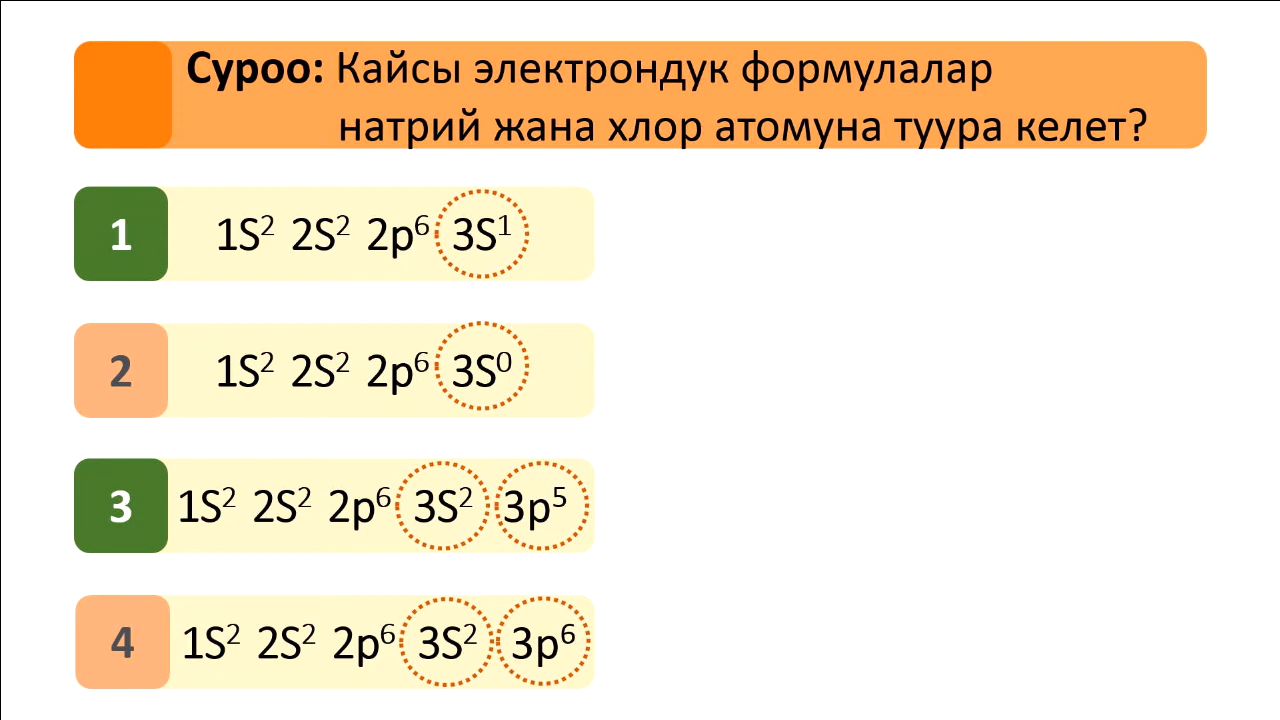 Суроо: Кайсы электрондук формулалар
натрий жана хлор атомуна туура келет?
1 1S² 2S² 2p⁶ 3S¹
2 1S² 2S² 2p⁶ 3S⁰
3 1S² 2S² 2p⁶ 3S² 3p⁵
4 1S² 2S² 2p⁶ 3S² 3p⁶